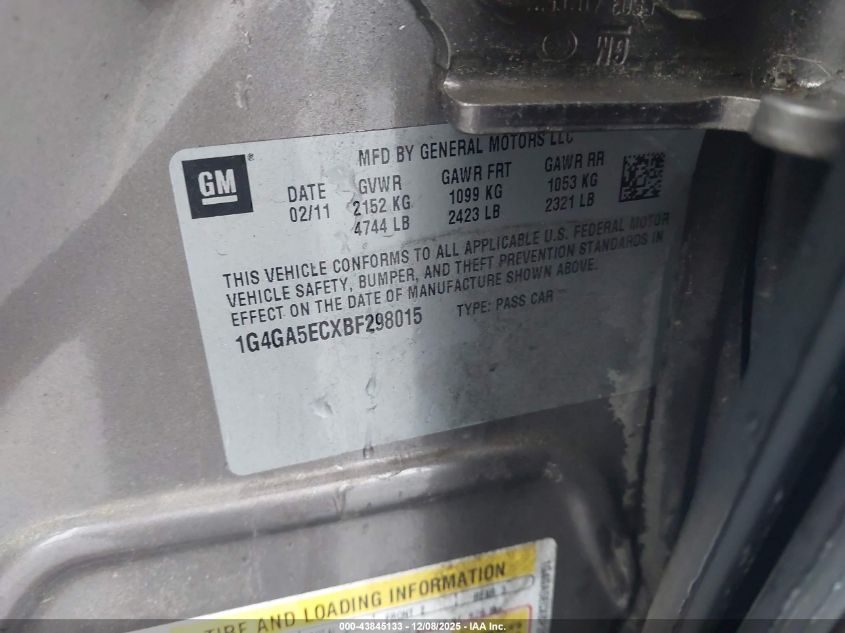 GM
MFD BY GENERAL MOTORS LLC
DATE GVWR GAWR FRT GAWR RR
02/11 2152 KG 1099 KG 1053 KG
4744 LB 2423 LB 2321 LB
THIS VEHICLE CONFORMS TO ALL APPLICABLE U.S. FEDERAL MOTOR
VEHICLE SAFETY, BUMPER, AND THEFT PREVENTION STANDARDS IN
EFFECT ON THE DATE OF MANUFACTURE SHOWN ABOVE.
1G4GA5ECXBF298015 TYPE: PASS CAR
TIRE AND LOADING INFORMATION
000-43845133 - 12/08/2025 - IAA Inc.